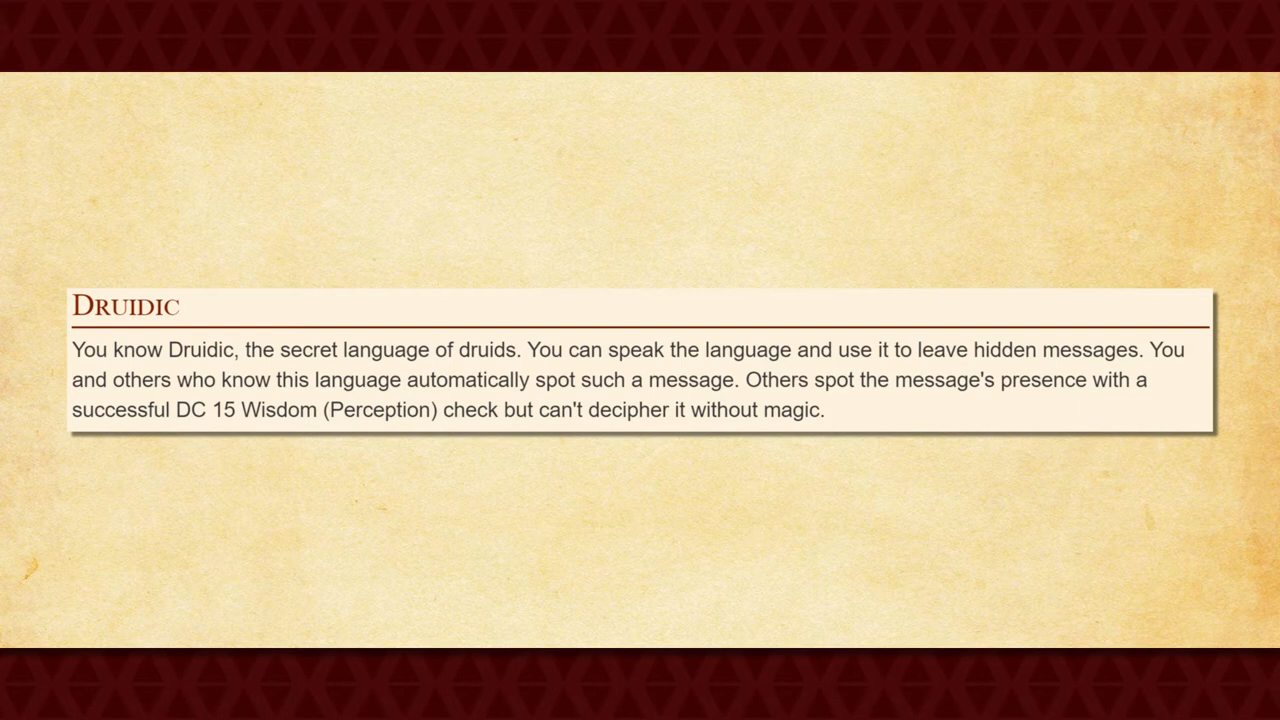 DRUIDIC
You know Druidic, the secret language of druids. You can speak the language and use it to leave hidden messages. You
and others who know this language automatically spot such a message. Others spot the message's presence with a
successful DC 15 Wisdom (Perception) check but can't decipher it without magic.